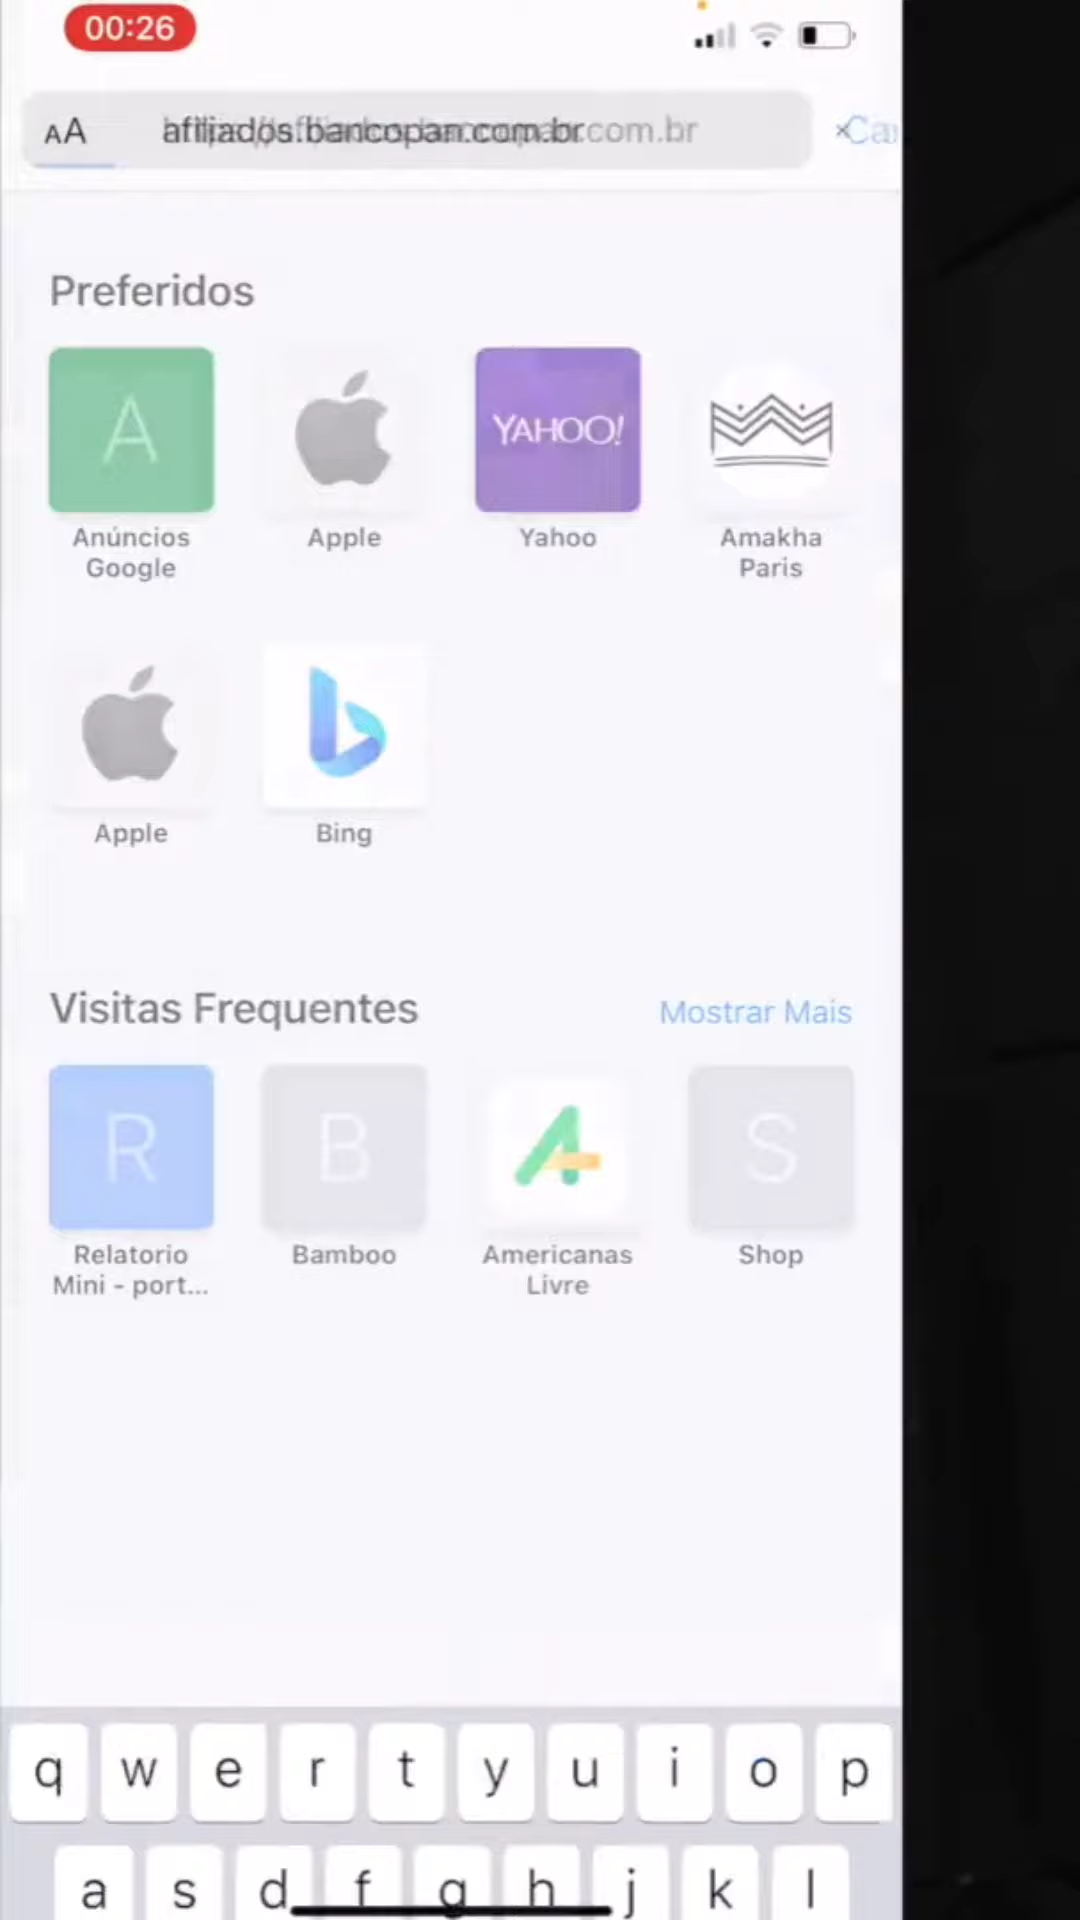 00:26
AA afiliados.bancopan.com.br
Preferidos
A
YAHOO!
Anúncios Google
Apple
Yahoo
Amakha Paris
Apple
Bing
Visitas Frequentes
Mostrar Mais
R
B
S
Relatorio Mini - port...
Bamboo
Americanas Livre
Shop
q w e r t y u i o p
a s d f g h j k l